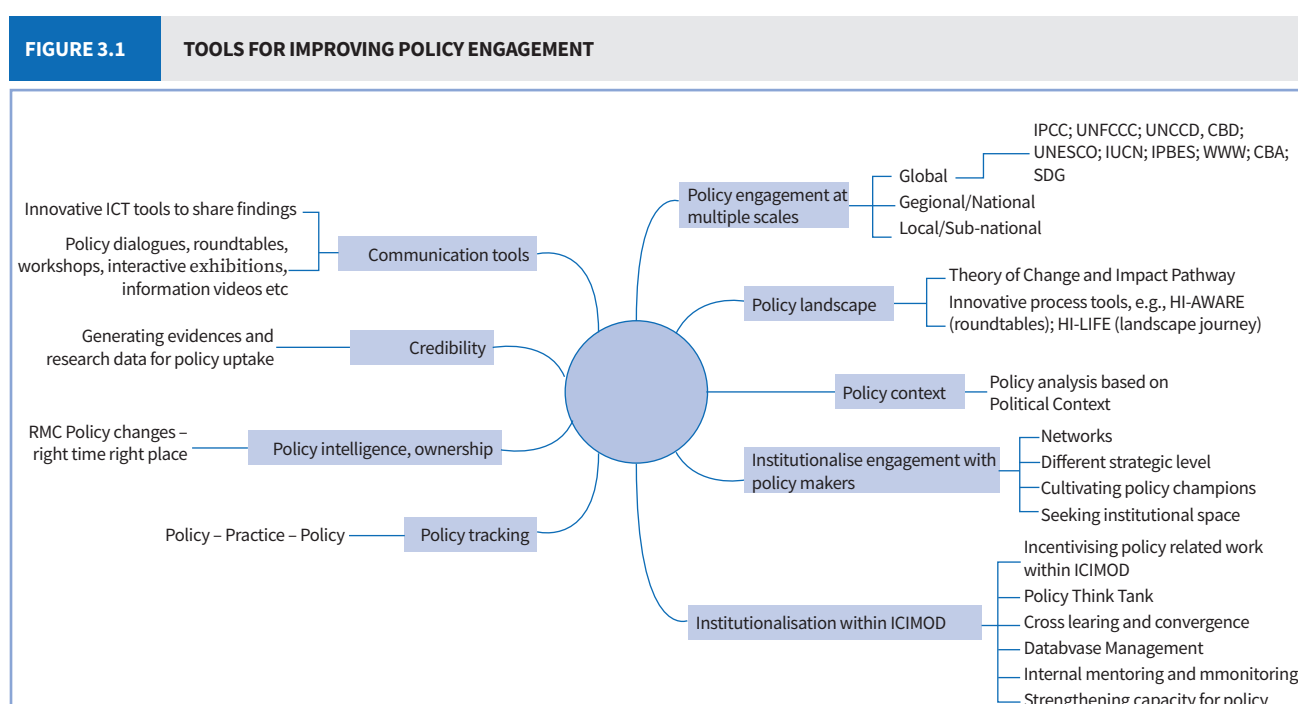 FIGURE 3.1
TOOLS FOR IMPROVING POLICY ENGAGEMENT
Innovative ICT tools to share findings
Policy dialogues, roundtables,
workshops, interactive exhibitions,
information videos etc
Communication tools
Generating evidences and
research data for policy uptake
Credibility
RMC Policy changes –
right time right place
Policy intelligence, ownership
Policy – Practice – Policy
Policy tracking
Policy engagement at
multiple scales
Global
Gegional/National
Local/Sub-national
IPCC; UNFCCC; UNCCD, CBD;
UNESCO; IUCN; IPBES; WWW; CBA;
SDG
Policy landscape
Theory of Change and Impact Pathway
Innovative process tools, e.g., HI-AWARE
(roundtables); HI-LIFE (landscape journey)
Policy context
Policy analysis based on
Political Context
Institutionalise engagement with
policy makers
Networks
Different strategic level
Cultivating policy champions
Seeking institutional space
Institutionalisation within ICIMOD
Incentivising policy related work
within ICIMOD
Policy Think Tank
Cross learing and convergence
Databvase Management
Internal mentoring and mmonitoring
Strengthening capacity for policy